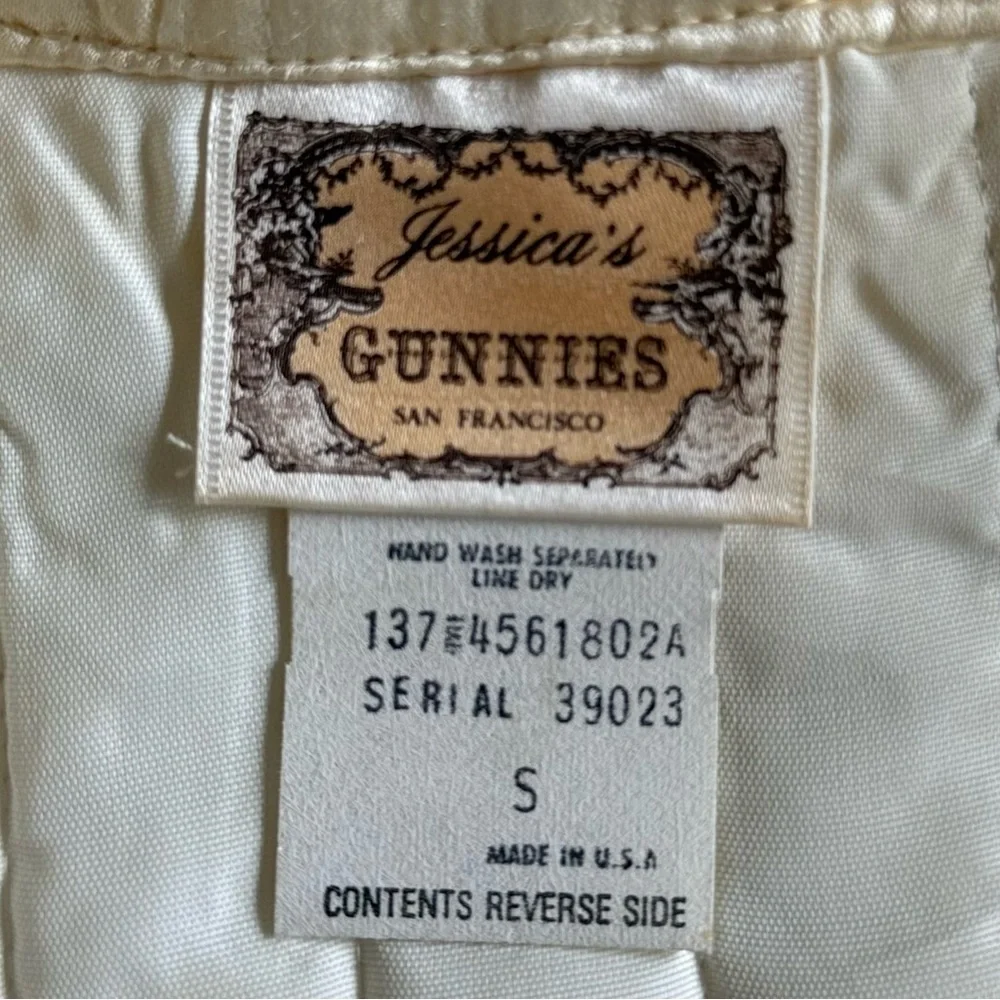 Jessica's
GUNNIES
SAN FRANCISCO
HAND WASH SEPARATELY
LINE DRY
137 4561802A
SERIAL 39023
S
MADE IN U.S.A
CONTENTS REVERSE SIDE